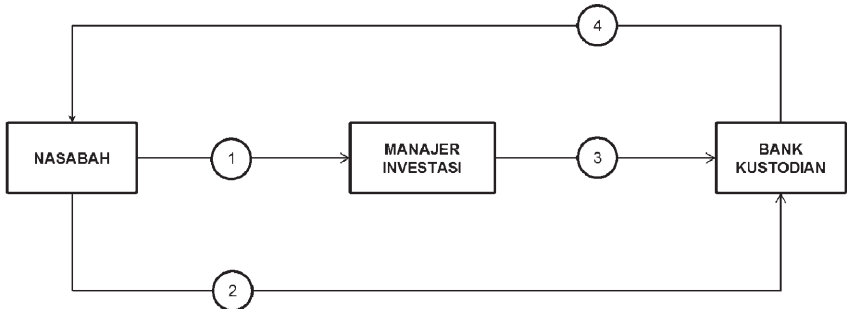 4
NASABAH
1
MANAJER
INVESTASI
3
BANK
KUSTODIAN
2